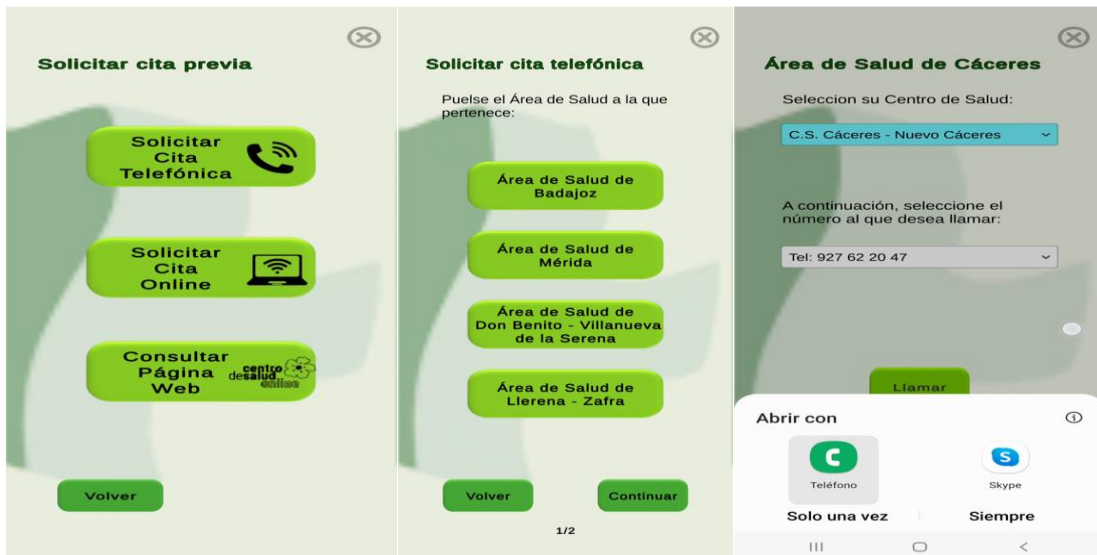 Solicitar cita previa
Solicitar
Cita
Telefónica
Solicitar
Cita
Online
Consultar
Página
Web
centro
desalud
online
Volver
Solicitar cita telefónica
Puelse el Área de Salud a la que
pertenece:
Área de Salud de
Badajoz
Área de Salud de
Mérida
Área de Salud de
Don Benito - Villanueva
de la Serena
Área de Salud de
Llerena - Zafra
Volver
Continuar
1/2
Área de Salud de Cáceres
Seleccion su Centro de Salud:
C.S. Cáceres - Nuevo Cáceres
A continuación, seleccione el
número al que desea llamar:
Tel: 927 62 20 47
Llamar
Abrir con
Teléfono
Skype
Solo una vez
Siempre